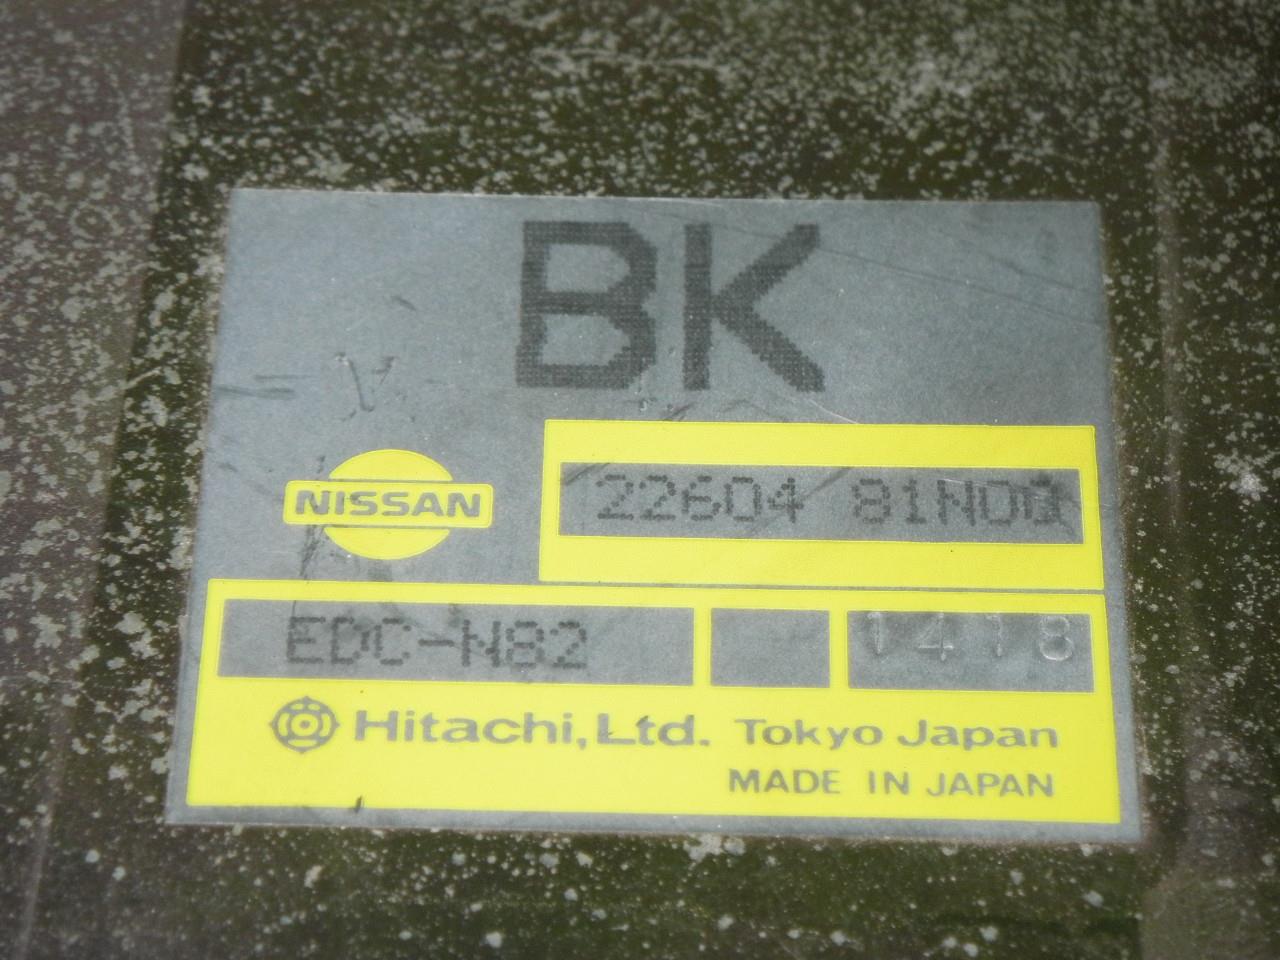 BK
NISSAN
22604 81N00
EDC-N82
1418
Hitachi, Ltd. Tokyo Japan
MADE IN JAPAN